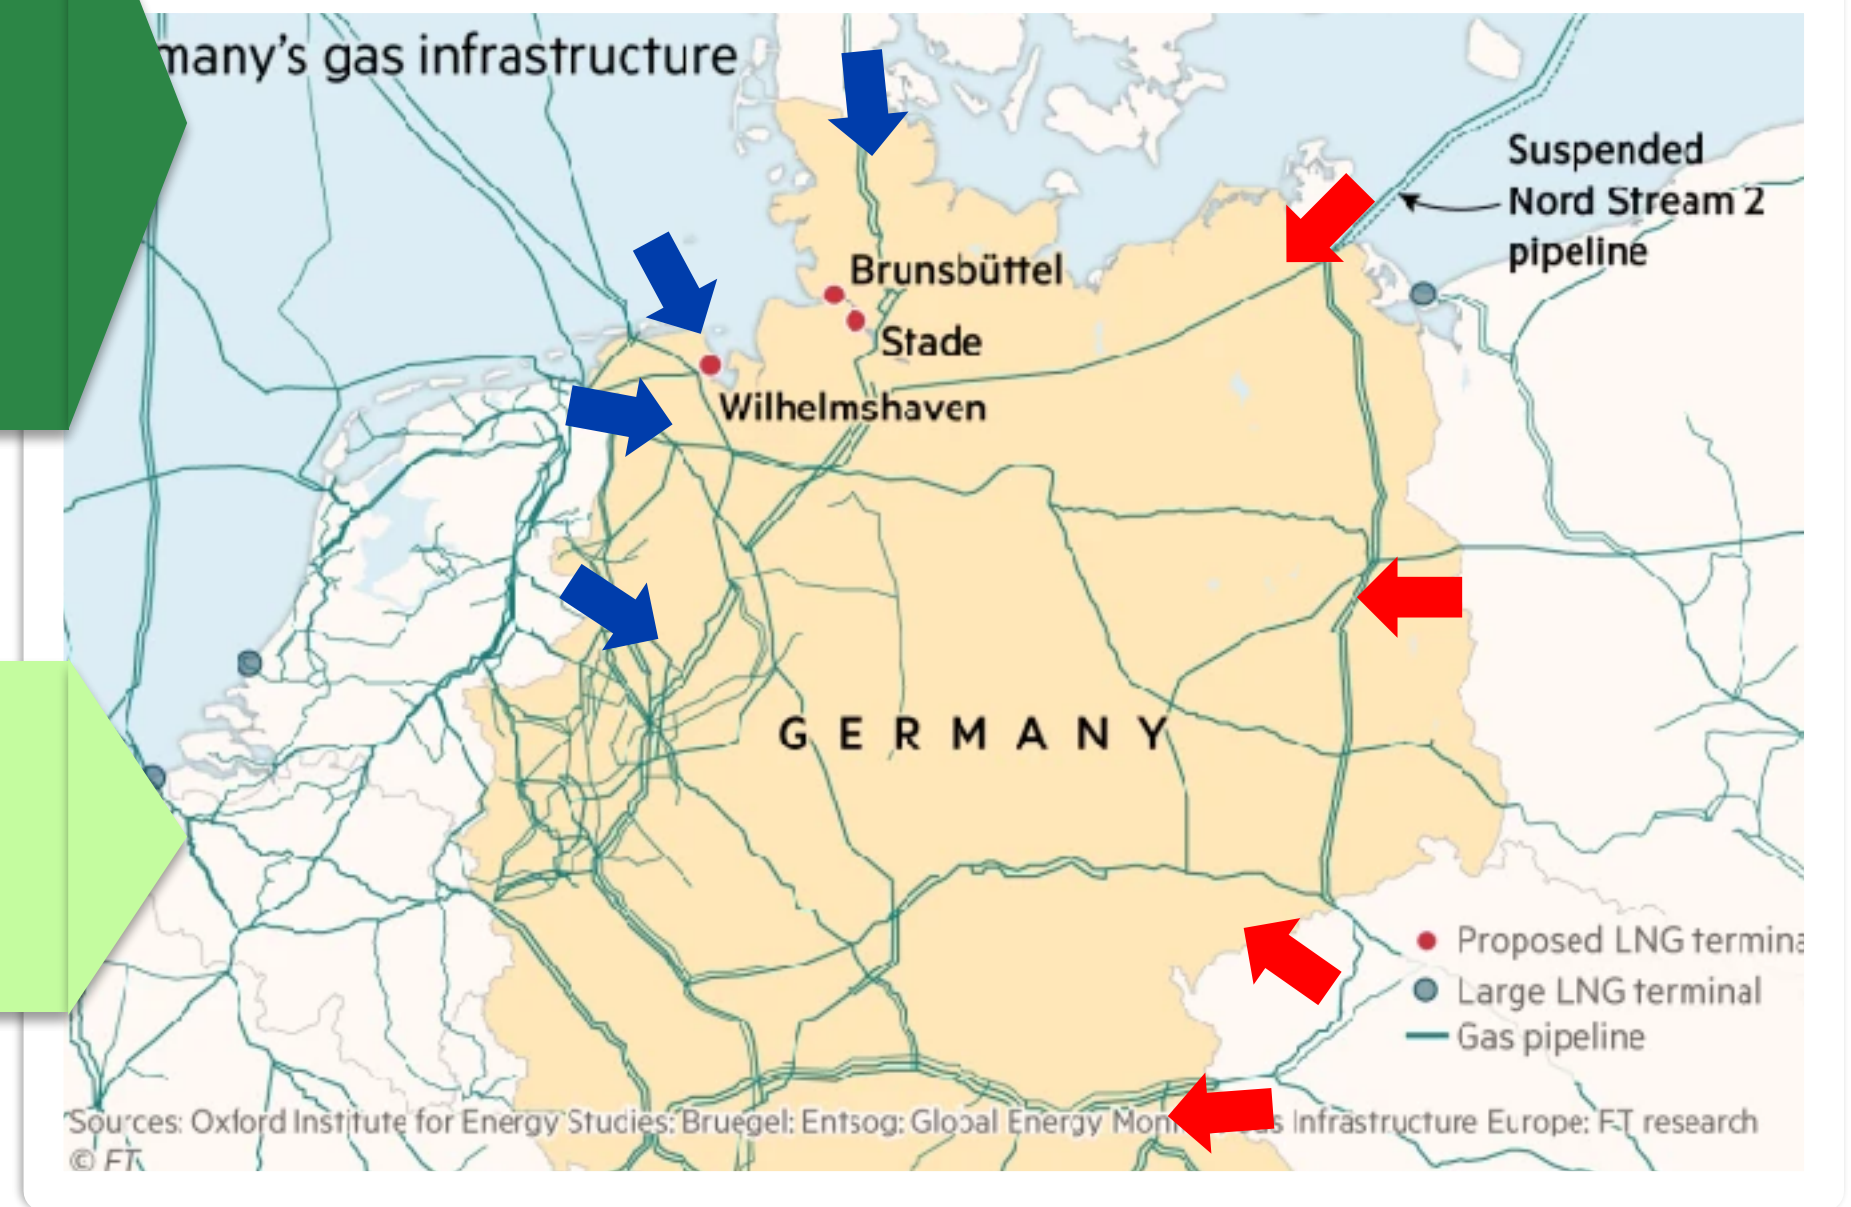 many's gas infrastructure
Suspended
Nord Stream 2
pipeline
Brunsbüttel
Stade
Wilhelmshaven
GERMANY
Proposed LNG termina
Large LNG terminal
Gas pipeline
Sources: Oxford Institute for Energy Studies; Bruegel; Entsog; Global Energy Mon s Infrastructure Europe; FT research
© FT